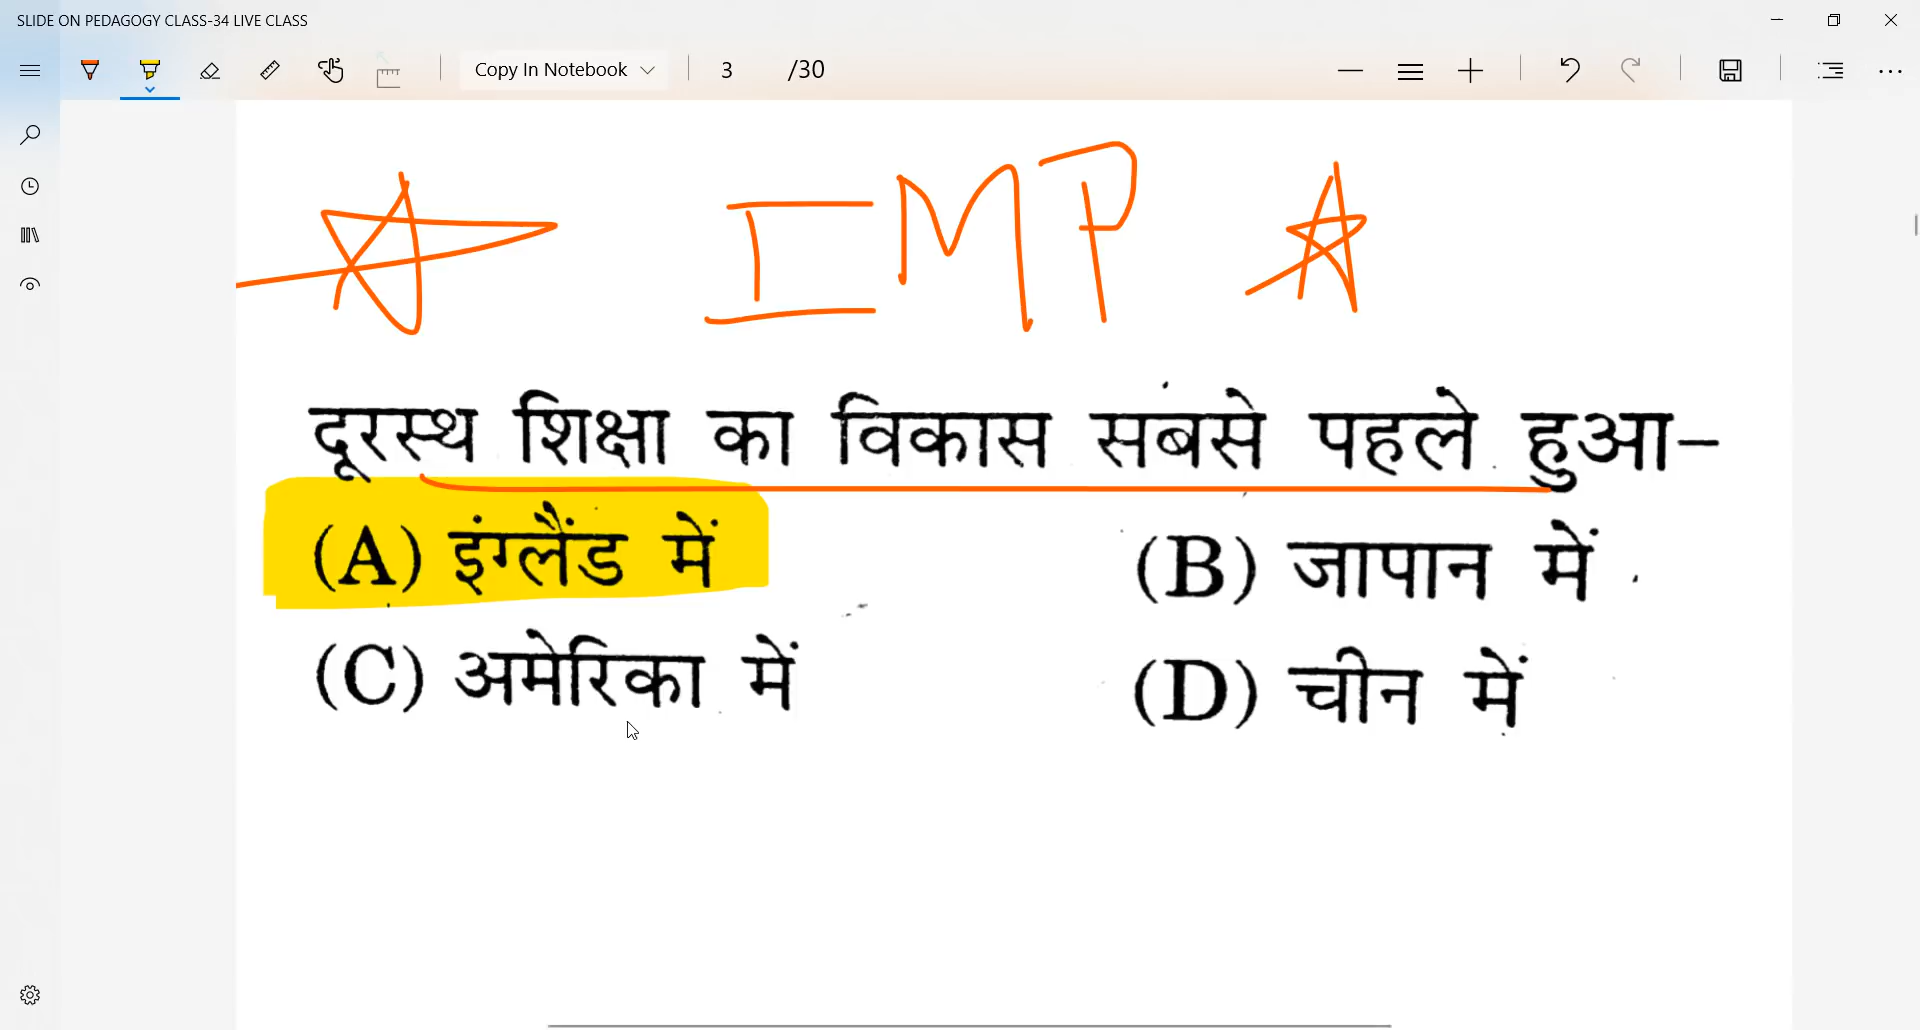 SLIDE ON PEDAGOGY CLASS-34 LIVE CLASS
Copy In Notebook 3 /30
IMP
दूरस्थ शिक्षा का विकास सबसे पहले हुआ–
(A) इंग्लैंड में (B) जापान में
(C) अमेरिका में (D) चीन में